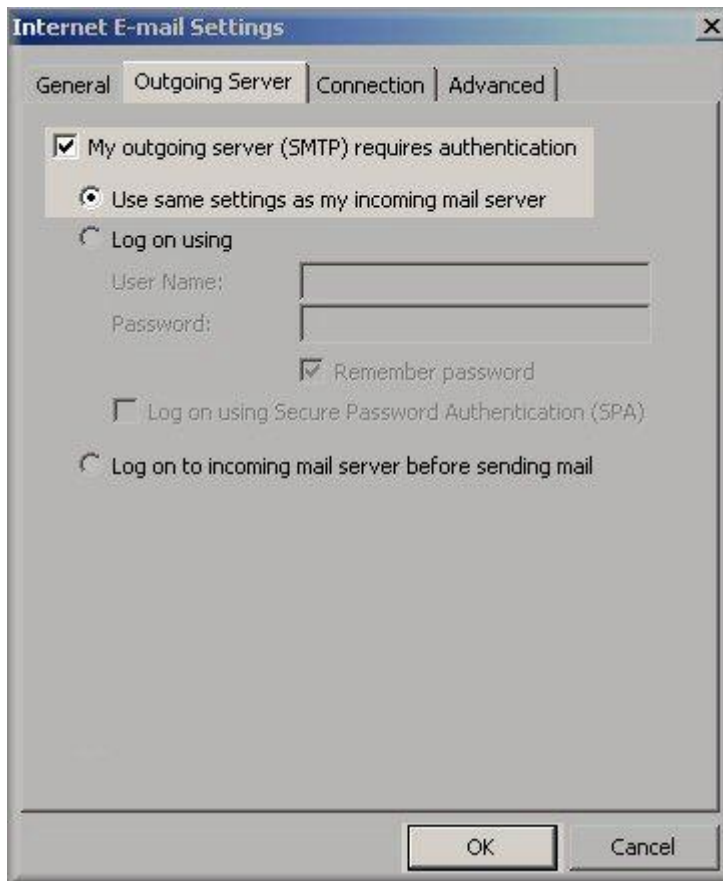 Internet E-mail Settings
General Outgoing Server Connection Advanced
My outgoing server (SMTP) requires authentication
Use same settings as my incoming mail server
Log on using
User Name:
Password:
Remember password
Log on using Secure Password Authentication (SPA)
Log on to incoming mail server before sending mail
OK Cancel